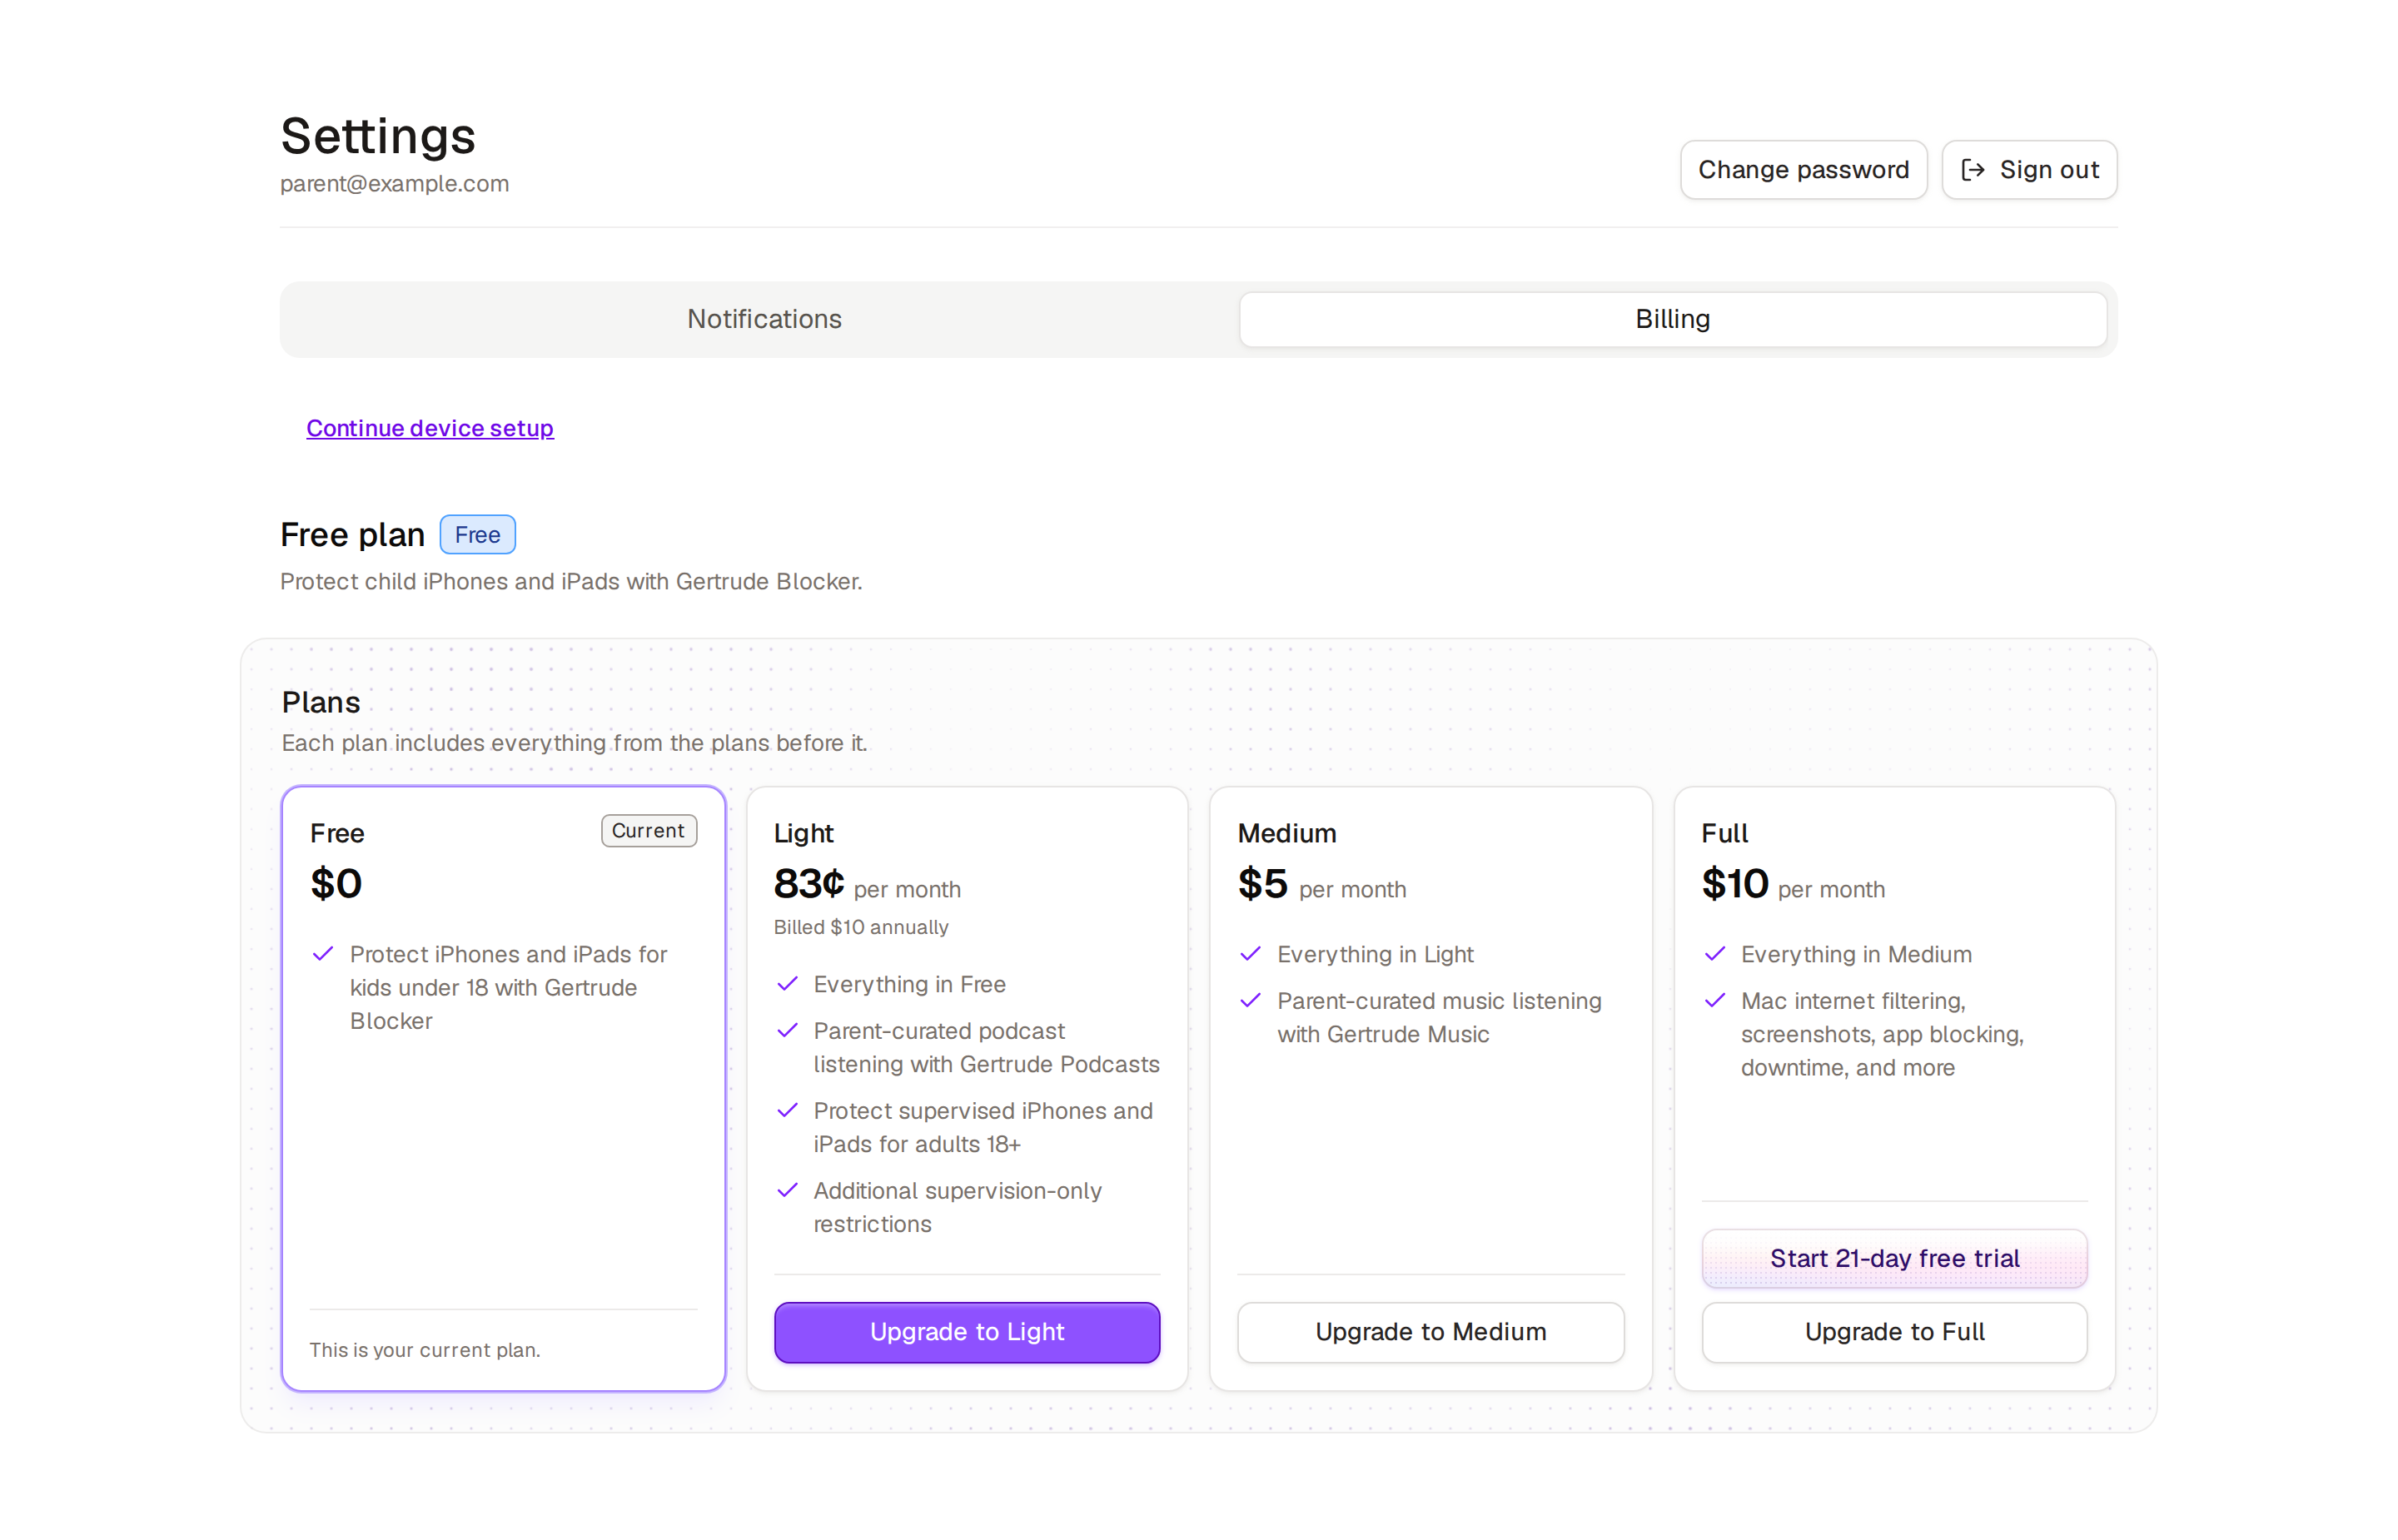 Settings
parent@example.com
Change password
Sign out
Notifications
Billing
Continue device setup
Free plan
Free
Protect child iPhones and iPads with Gertrude Blocker.
Plans
Each plan includes everything from the plans before it.
Free
Current
$0
Protect iPhones and iPads for
kids under 18 with Gertrude
Blocker
This is your current plan.
Light
83¢ per month
Billed $10 annually
Everything in Free
Parent-curated podcast
listening with Gertrude Podcasts
Protect supervised iPhones and
iPads for adults 18+
Additional supervision-only
restrictions
Upgrade to Light
Medium
$5 per month
Everything in Light
Parent-curated music listening
with Gertrude Music
Upgrade to Medium
Full
$10 per month
Everything in Medium
Mac internet filtering,
screenshots, app blocking,
downtime, and more
Start 21-day free trial
Upgrade to Full